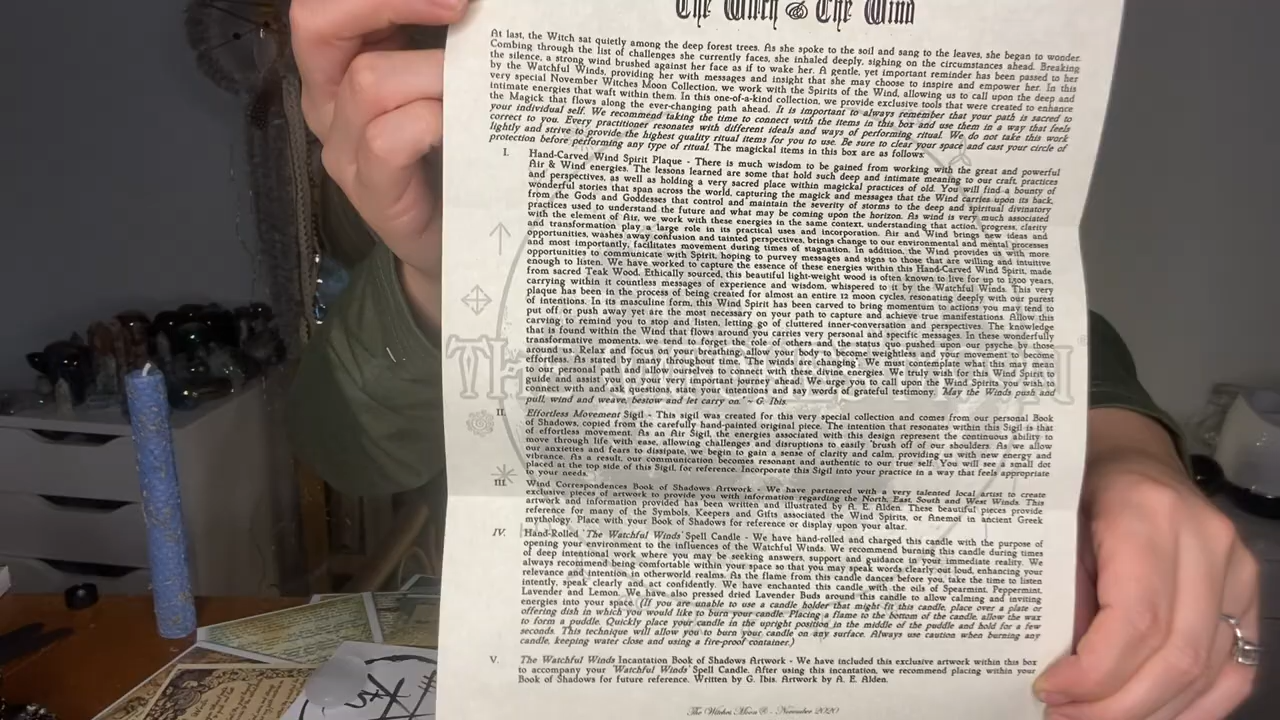 The Witch & The Wind
At last, the Witch sat quietly among the deep forest trees. As she spoke to the soil and sang to the leaves, she began to wonder.
Combing through the list of challenges she currently faces, she inhaled deeply, sighing on the circumstances ahead. Breaking
the silence, a strong wind brushed against her face as if to wake her. A gentle, yet important reminder has been passed to her
by the Watchful Winds, providing her with messages and insight that she may choose to inspire and empower her. In this
very special November Witches Moon Collection, we work with the Spirits of the Wind, allowing us to call upon the deep and
intimate energies that waft within them. In this one-of-a-kind collection, we provide exclusive tools that were created to enhance
the Magick that flows along the ever-changing path ahead. It is important to always remember that your path is sacred to
your individual self. We recommend taking the time to connect with the items in this box and use them in a way that feels
correct to you. Every practitioner resonates with different ideals and ways of performing ritual. We do not take this work
lightly and strive to provide the highest quality ritual items for you to use. Be sure to clear your space and cast your circle of
protection before performing any type of ritual. The magickal items in this box are as follows:
I. Hand-Carved Wind Spirit Plaque - There is much wisdom to be gained from working with the great and powerful
Air & Wind energies. The lessons learned are some that hold such deep and intimate meaning to our craft, practices
and perspectives, as well as holding a very sacred place within magickal practices of old. You will find a bounty of
wonderful stories that span across the world, capturing the magick and messages that the Wind carries upon its back,
from the Gods and Goddesses that control and maintain the severity of storms to the deep and spiritual divinatory
practices used to understand the future and what may be coming upon the horizon. As wind is very much associated
with the element of Air, we work with these energies in the same context, understanding that action, progress, clarity
and transformation play a large role in its practical uses and incorporation. Air and Wind brings new ideas and
opportunities, washes away confusion and tainted perspectives, brings change to our environmental and mental processes
and most importantly, facilitates movement during times of stagnation. In addition, the Wind provides us with more
opportunities to communicate with Spirit, hoping to purvey messages and signs to those that are willing and intuitive
enough to listen. We have worked to capture the essence of these energies within this Hand-Carved Wind Spirit, made
from sacred Teak Wood. Ethically sourced, this beautiful light-weight wood is often known to live for up to 1,500 years,
carrying within it countless messages of experience and wisdom, whispered to it by the Watchful Winds. This very
plaque has been in the process of being created for almost an entire 12 moon cycles, resonating deeply with our purest
of intentions. In its masculine form, this Wind Spirit has been carved to bring momentum to actions you may tend to
put off or push away yet are the most necessary on your path to capture and achieve true manifestations. Allow this
carving to remind you to stop and listen, letting go of cluttered inner-conversation and perspectives. The knowledge
that is found within the Wind that flows around you carries very personal and specific messages. In these wonderfully
transformative moments, we tend to forget the role of others and the status quo pushed upon our psyche by those
around us. Relax and focus on your breathing, allow your body to become weightless and your movement to become
effortless. As stated by many throughout time, 'The winds are changing'. We must contemplate what this may mean
to our personal path and allow ourselves to connect with these divine energies. We truly wish for this Wind Spirit to
guide and assist you on your very important journey ahead. We urge you to call upon the Wind Spirits you wish to
connect with and ask questions, state your intentions and say words of grateful testimony. 'May the Winds push and
pull, wind and weave, bestow and let carry on.' ~ G. Ibis.
II. Effortless Movement Sigil - This sigil was created for this very special collection and comes from our personal Book
of Shadows, copied from the carefully hand-painted original piece. The intention that resonates within this Sigil is that
of effortless movement. As an Air Sigil, the energies associated with this design represent the continuous ability to
move through life with ease, allowing challenges and disruptions to easily 'brush off of our shoulders. As we allow
our anxieties and fears to dissipate, we begin to gain a sense of clarity and calm, providing us with new energy and
vibrance. As a result, our communication becomes resonant and authentic to our true self. You will see a small dot
placed at the top side of this Sigil, for reference. Incorporate this Sigil into your practice in a way that feels appropriate
to your needs.
III. Wind Correspondences Book of Shadows Artwork - We have partnered with a very talented local artist to create
exclusive pieces of artwork to provide you with information regarding the North, East, South and West Winds. This
artwork and information provided has been written and illustrated by A. E. Alden. These beautiful pieces provide
reference for many of the Symbols, Keepers and Gifts associated the Wind Spirits, or Anemoi in ancient Greek
mythology. Place with your Book of Shadows for reference or display upon your altar.
IV. Hand-Rolled 'The Watchful Winds' Spell Candle - We have hand-rolled and charged this candle with the purpose of
opening your environment to the influences of the Watchful Winds. We recommend burning this candle during times
of deep intentional work where you may be seeking answers, support and guidance in your immediate reality. We
always recommend being comfortable within your space so that you may speak words clearly out loud, enhancing your
relevance and intention in otherworld realms. As the flame from this candle dances before you, take the time to listen
intently, speak clearly and act confidently. We have enchanted this candle with the oils of Spearmint, Peppermint,
Lavender and Lemon. We have also pressed dried Lavender Buds around this candle to allow calming and inviting
energies into your space. (If you are unable to use a candle holder that might fit this candle, place over a plate or
offering dish in which you would like to burn your candle. Placing a flame to the bottom of the candle, allow the wax
to form a puddle. Quickly place your candle in the upright position in the middle of the puddle and hold for a few
seconds. This technique will allow you to burn your candle on any surface. Always use caution when burning any
candle, keeping water close and using a fire-proof container.)
V. The Watchful Winds Incantation Book of Shadows Artwork - We have included this exclusive artwork within this box
to accompany your 'Watchful Winds' Spell Candle. After using this incantation, we recommend placing within your
Book of Shadows for future reference. Written by G. Ibis. Artwork by A. E. Alden.
The Witches Moon ® - November 2020